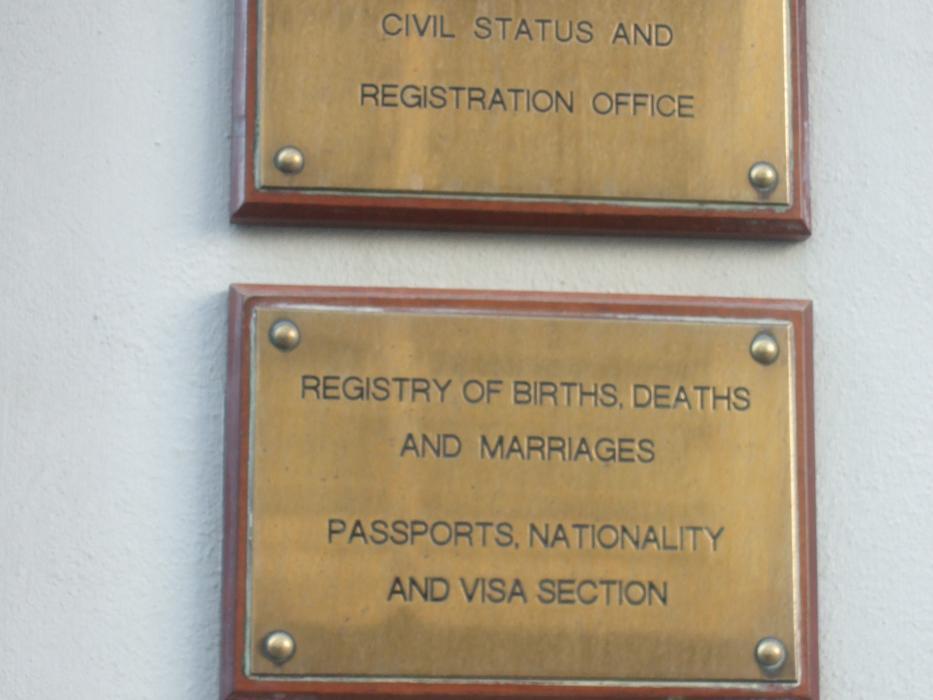 CIVIL STATUS AND
REGISTRATION OFFICE
REGISTRY OF BIRTHS, DEATHS
AND MARRIAGES
PASSPORTS, NATIONALITY
AND VISA SECTION